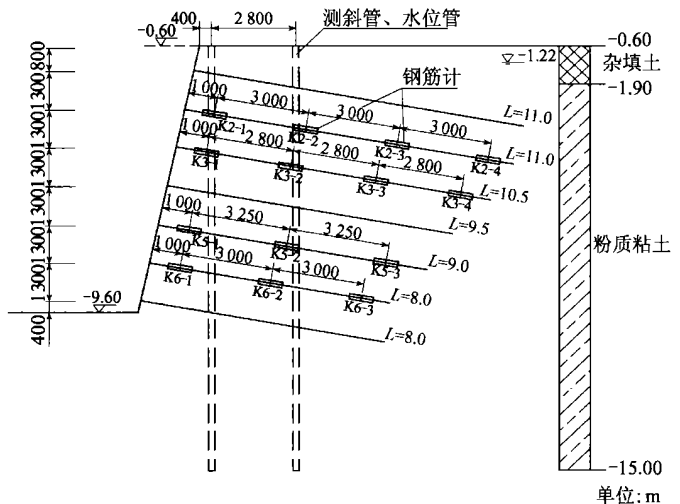 400 2 800
测斜管、水位管
-0.60
-0.60
-1.22
杂填土
-1.90
钢筋计
800
1300
1300
1300
1300
1300
1300
400
1 000 3 000 3 000 3 000
L=11.0
K2-1 K2-2 K2-3 K2-4
L=11.0
1 000 2 800 2 800 2 800
K3-1 K3-2 K3-3 K3-4
L=10.5
L=9.5
1 000 3 250 3 250
K5-1 K5-2 K5-3
L=9.0
1 000 3 000 3 000
K6-1 K6-2 K6-3
L=8.0
L=8.0
-9.60
粉质粘土
-15.00
单位:m